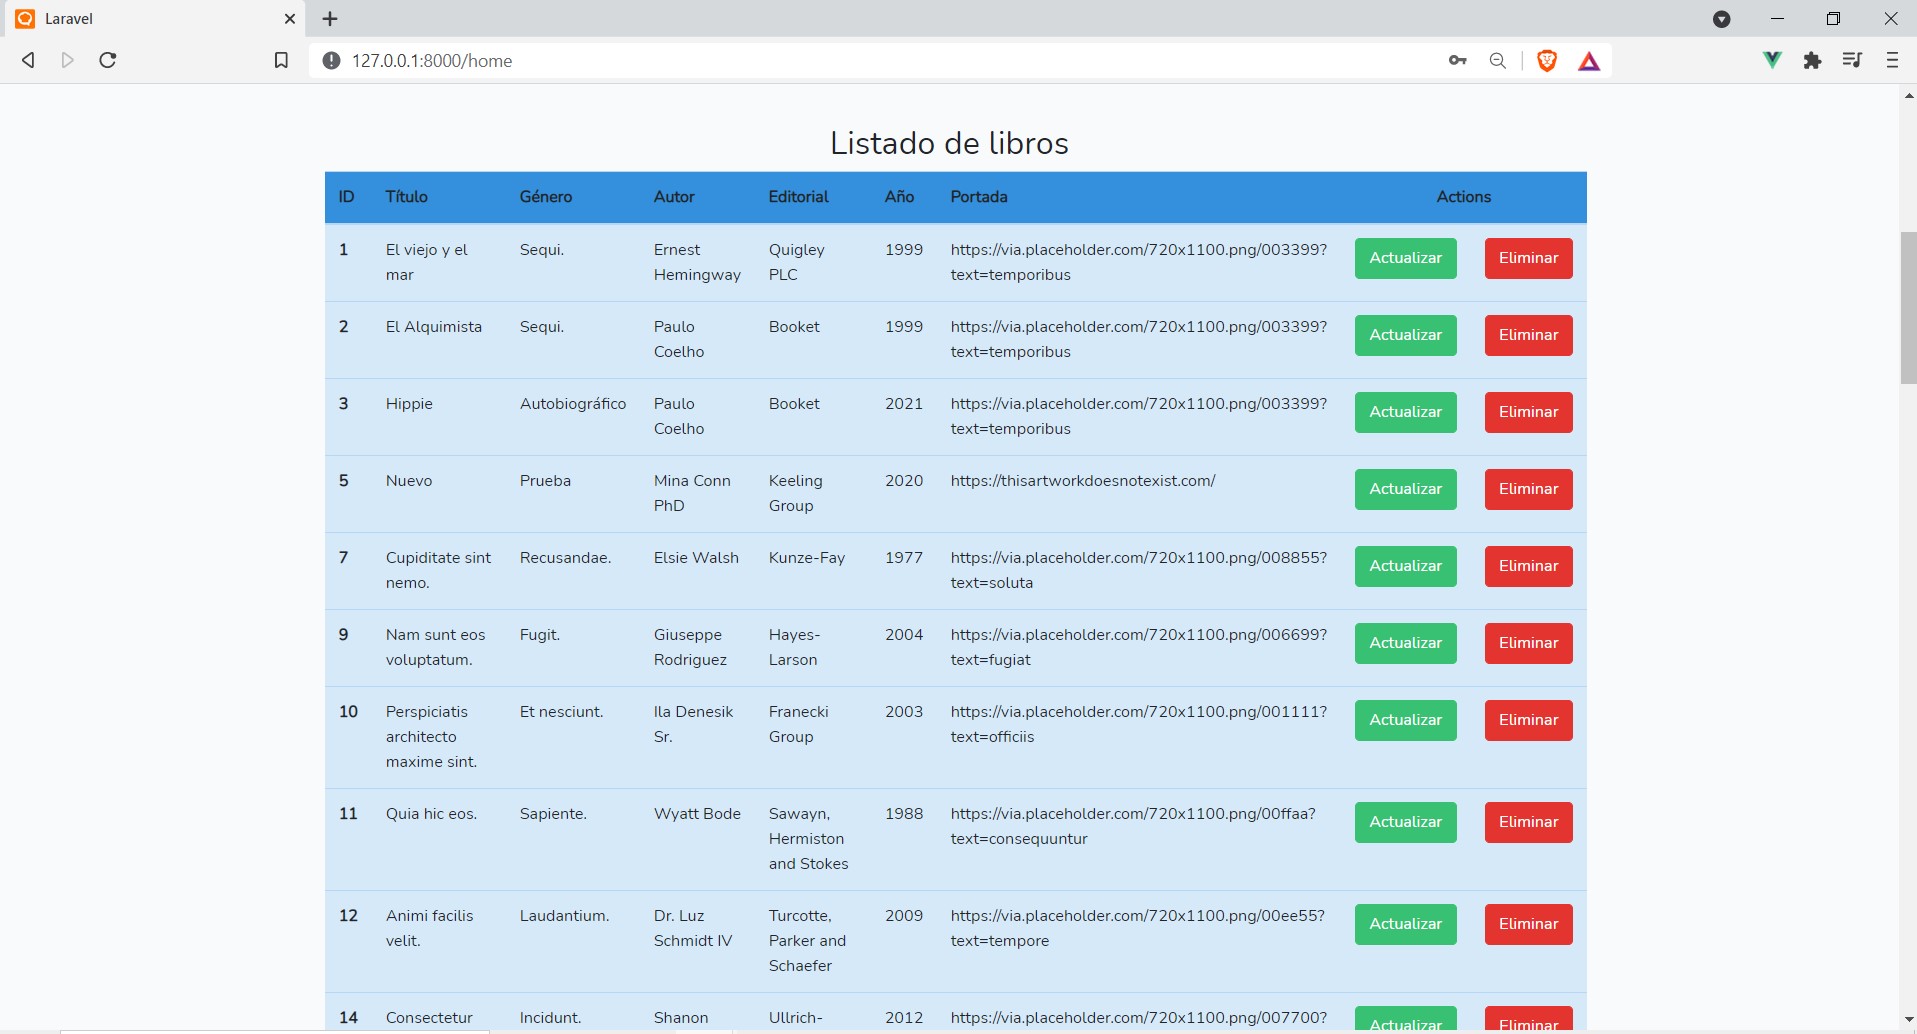 Laravel
127.0.0.1:8000/home
Listado de libros
ID Título Género Autor Editorial Año Portada Actions
1 El viejo y el Sequi. Ernest Quigley 1999 https://via.placeholder.com/720x1100.png/003399? Actualizar Eliminar
mar Hemingway PLC text=temporibus
2 El Alquimista Sequi. Paulo Booket 1999 https://via.placeholder.com/720x1100.png/003399? Actualizar Eliminar
Coelho text=temporibus
3 Hippie Autobiográfico Paulo Booket 2021 https://via.placeholder.com/720x1100.png/003399? Actualizar Eliminar
Coelho text=temporibus
5 Nuevo Prueba Mina Conn Keeling 2020 https://thisartworkdoesnotexist.com/ Actualizar Eliminar
PhD Group
7 Cupiditate sint Recusandae. Elsie Walsh Kunze-Fay 1977 https://via.placeholder.com/720x1100.png/008855? Actualizar Eliminar
nemo. text=soluta
9 Nam sunt eos Fugit. Giuseppe Hayes- 2004 https://via.placeholder.com/720x1100.png/006699? Actualizar Eliminar
voluptatum. Rodriguez Larson text=fugiat
10 Perspiciatis Et nesciunt. Ila Denesik Franecki 2003 https://via.placeholder.com/720x1100.png/001111? Actualizar Eliminar
architecto Sr. Group text=officiis
maxime sint.
11 Quia hic eos. Sapiente. Wyatt Bode Sawayn, 1988 https://via.placeholder.com/720x1100.png/00ffaa? Actualizar Eliminar
Hermiston text=consequuntur
and Stokes
12 Animi facilis Laudantium. Dr. Luz Turcotte, 2009 https://via.placeholder.com/720x1100.png/00ee55? Actualizar Eliminar
velit. Schmidt IV Parker and text=tempore
Schaefer
14 Consectetur Incidunt. Shanon Ullrich- 2012 https://via.placeholder.com/720x1100.png/007700? Actualizar Eliminar